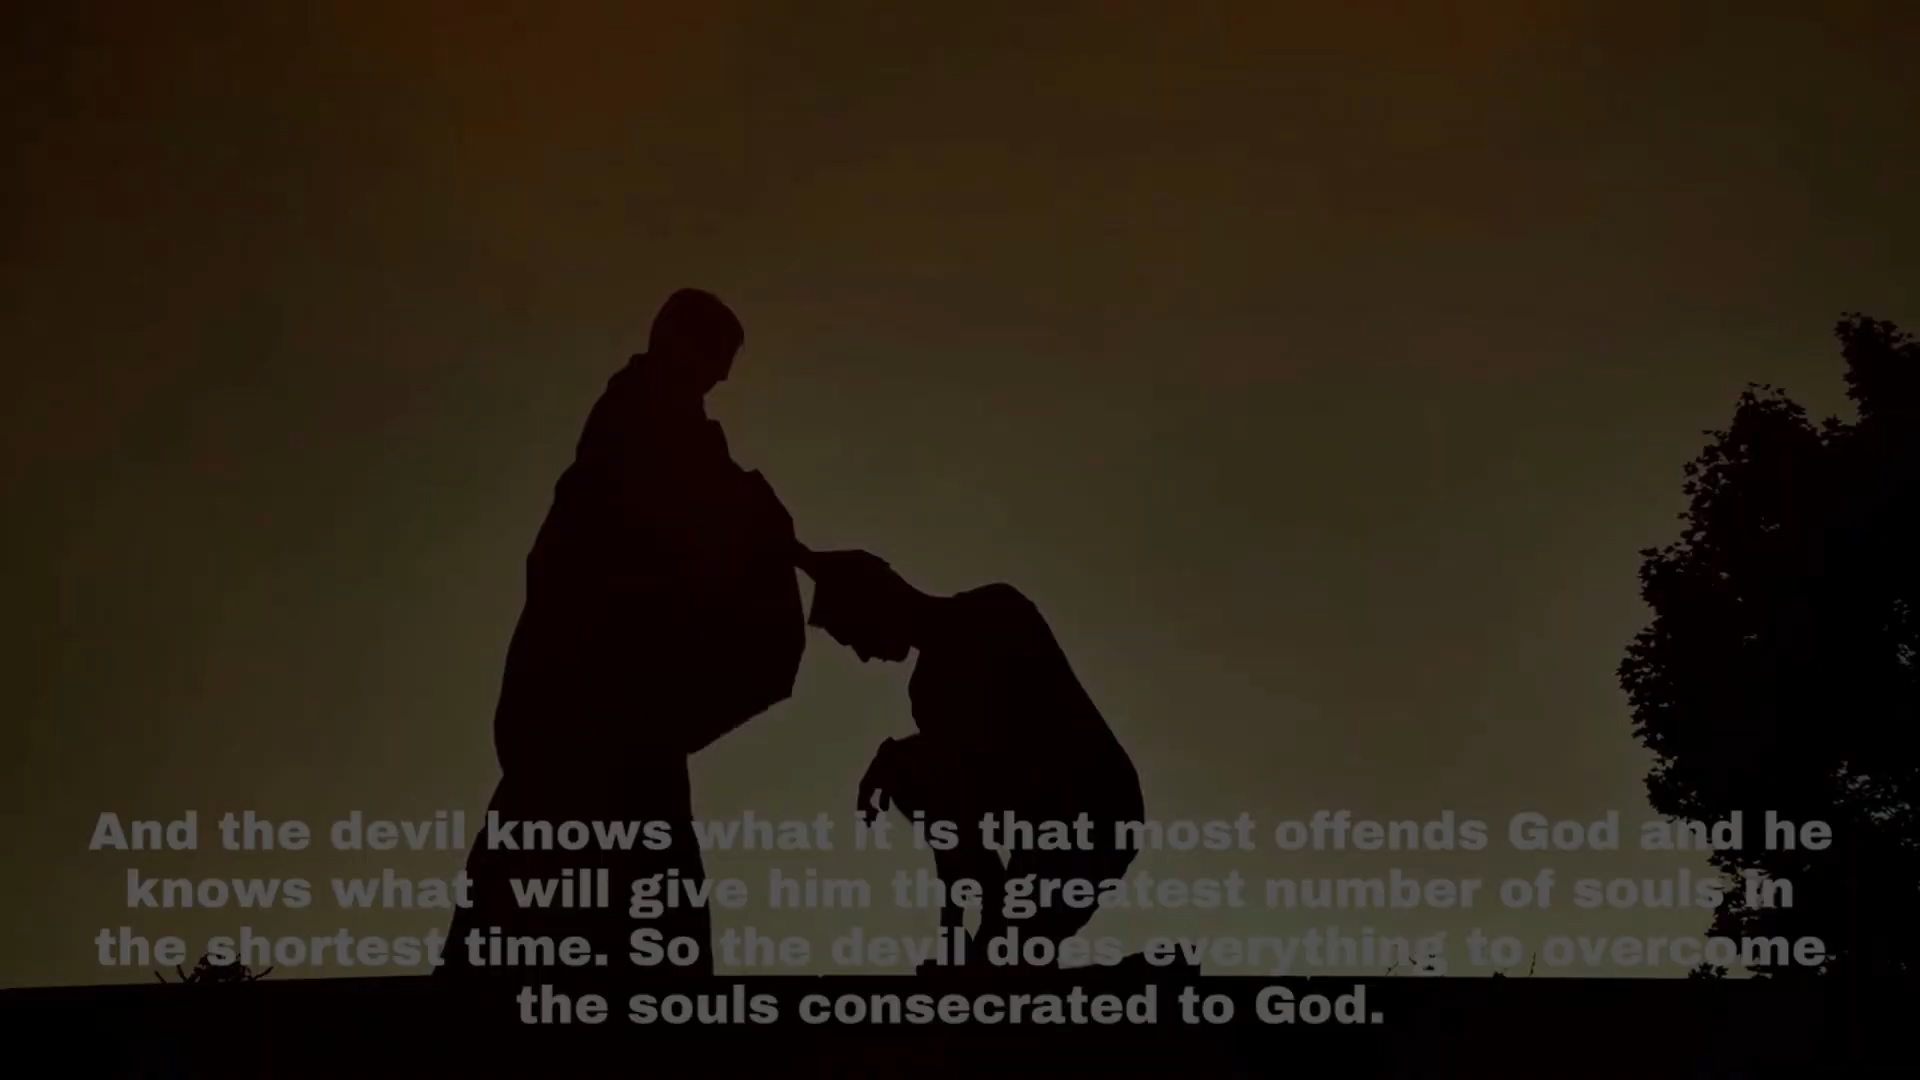 And the devil knows what it is that most offends God and he
knows what will give him the greatest number of souls in
the shortest time. So the devil does everything to overcome
the souls consecrated to God.